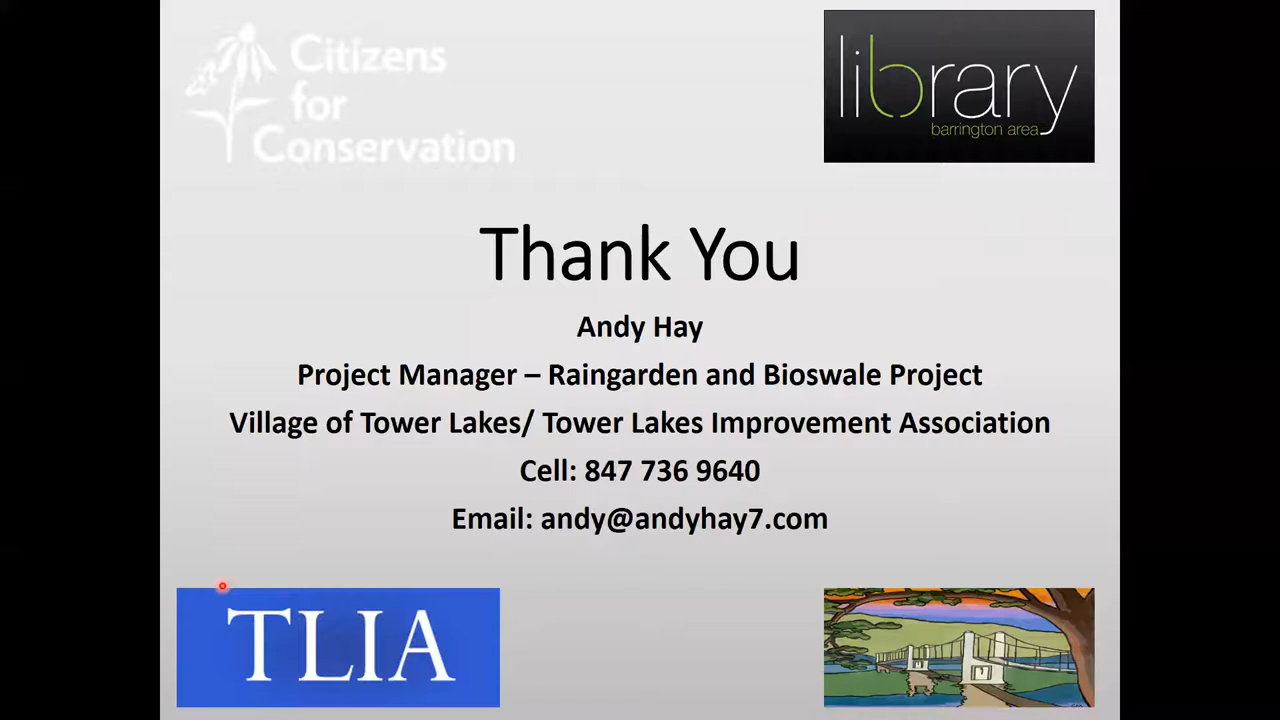 Citizens
for
Conservation
library
barrington area
Thank You
Andy Hay
Project Manager – Raingarden and Bioswale Project
Village of Tower Lakes/ Tower Lakes Improvement Association
Cell: 847 736 9640
Email: andy@andyhay7.com
TLIA